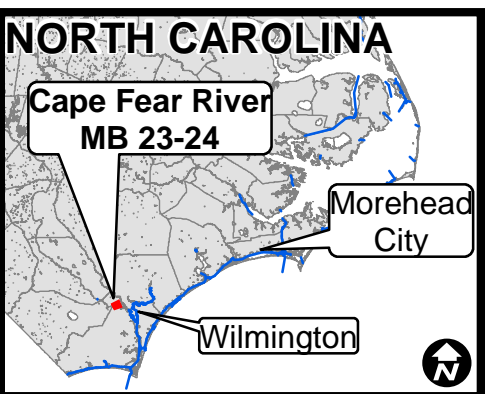 NORTH CAROLINA
Cape Fear River
MB 23-24
Morehead
City
Wilmington
N